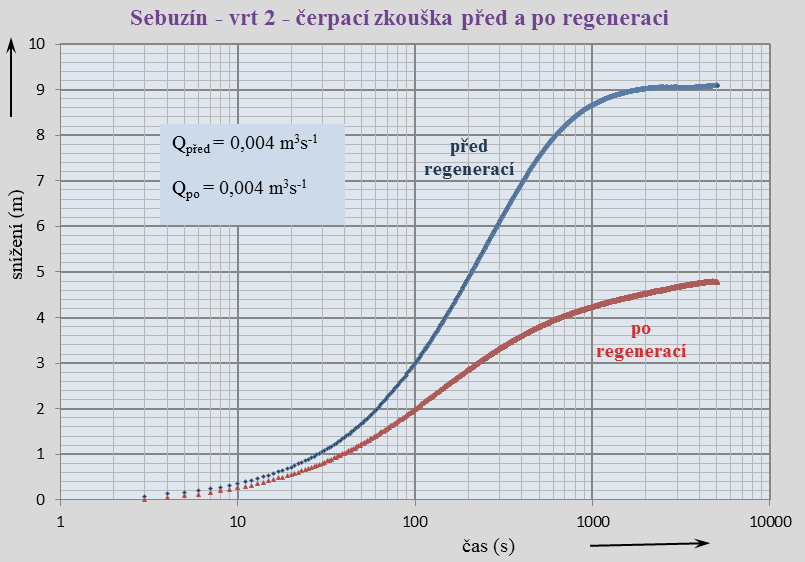 Sebuzín - vrt 2 - čerpací zkouška před a po regeneraci
10
9
8
7
6
5
4
3
2
1
0
snížení (m)
Qpřed = 0,004 m³s⁻¹
Qpo = 0,004 m³s⁻¹
před
regenerací
po
regenerací
1
10
100
1000
10000
čas (s)